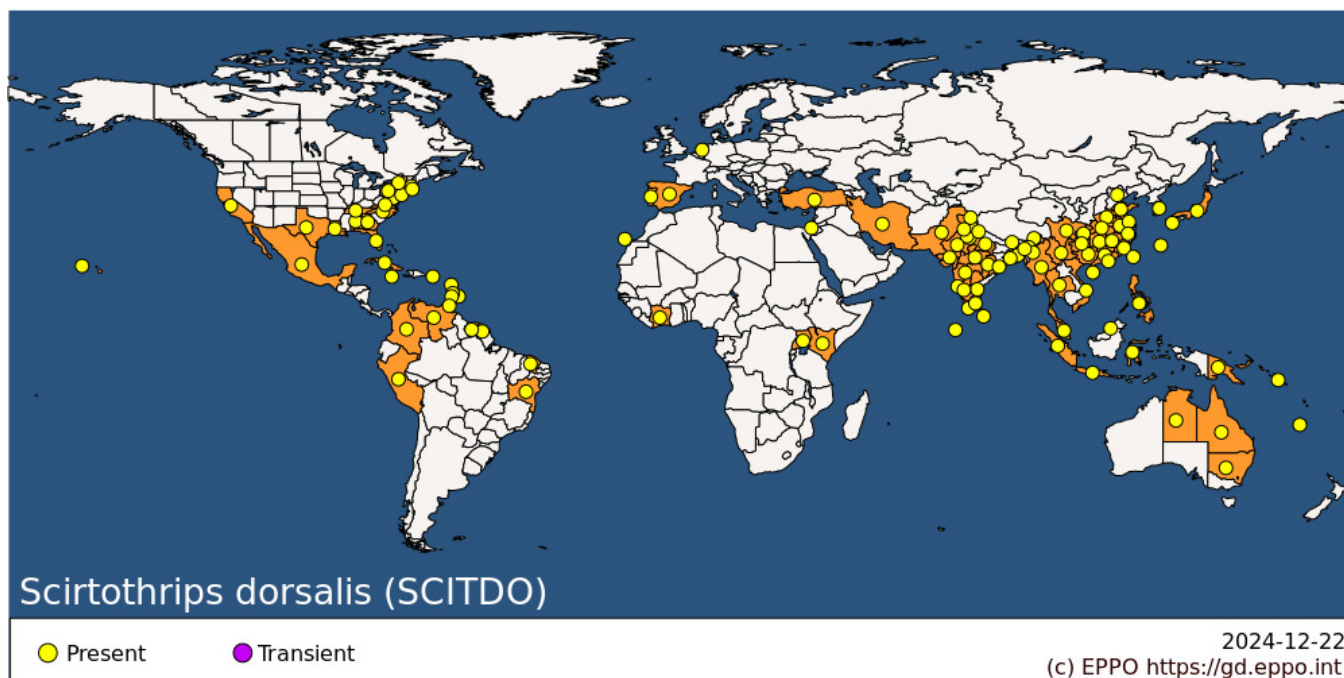 Scirtothrips dorsalis (SCITDO)
Present
Transient
2024-12-22
(c) EPPO https://gd.eppo.int